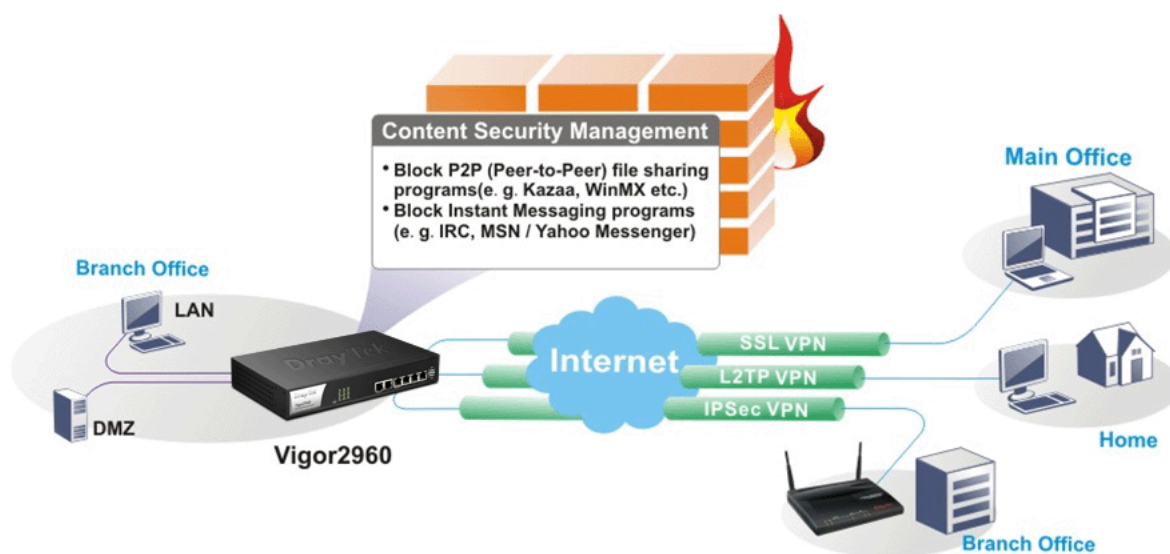 Content Security Management
• Block P2P (Peer-to-Peer) file sharing
programs(e. g. Kazaa, WinMX etc.)
• Block Instant Messaging programs
(e. g. IRC, MSN / Yahoo Messenger)
Main Office
Branch Office
LAN
DrayTek
DMZ
Vigor2960
Internet
SSL VPN
L2TP VPN
IPSec VPN
Home
Branch Office